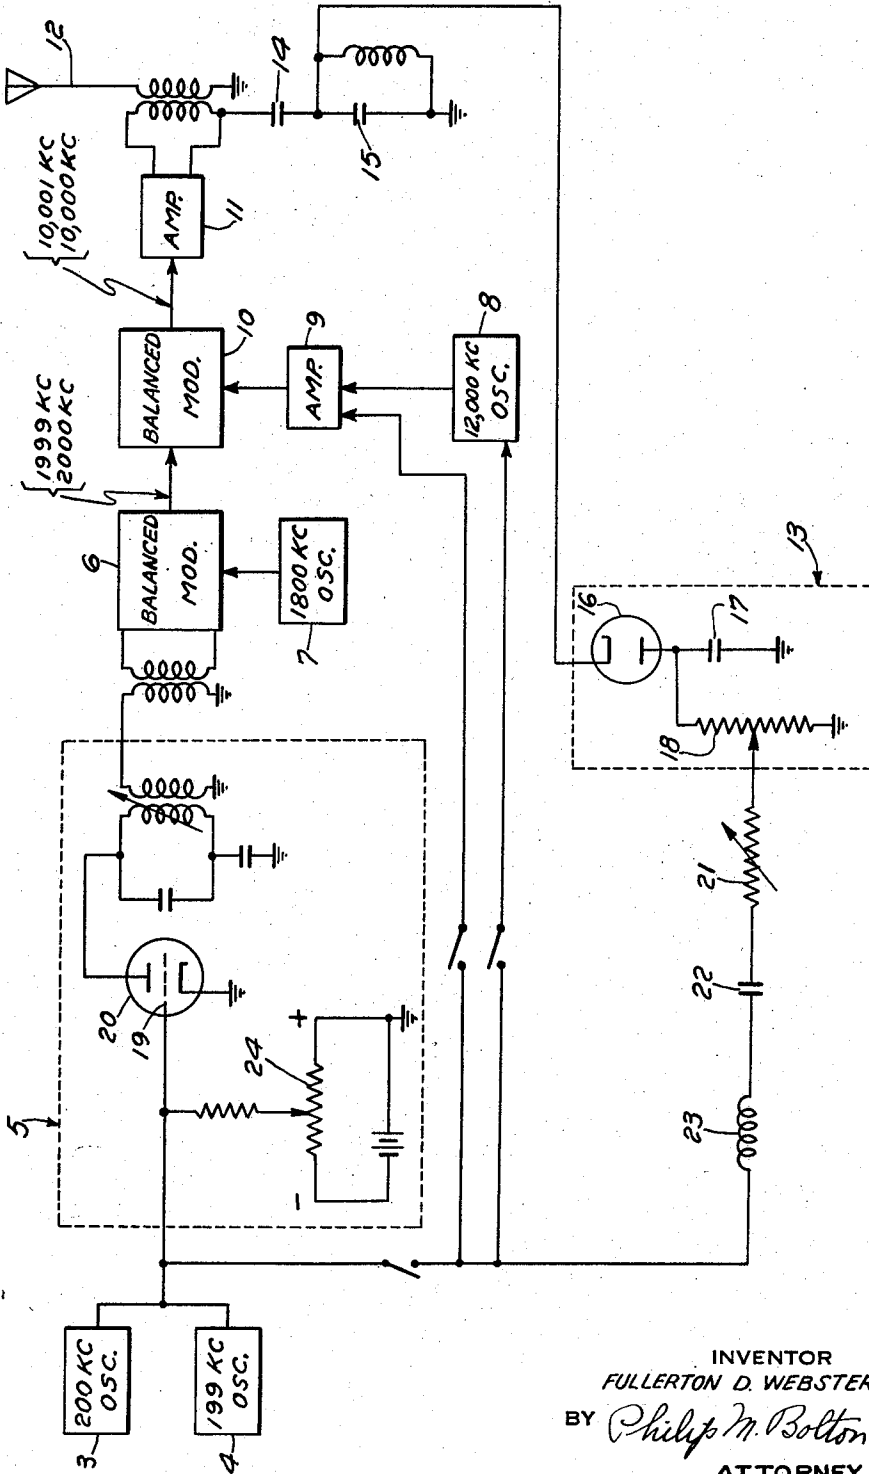 12
14
15
10,001 KC
10,000 KC
AMP.
11
BALANCED
MOD.
10
AMP.
9
12,000 KC
OSC.
8
1999 KC
2000 KC
BALANCED
MOD.
6
1800 KC
OSC.
7
5
20
19
24
+
−
200 KC
OSC.
3
199 KC
OSC.
4
13
16
17
18
21
22
23
INVENTOR
FULLERTON D. WEBSTER
BY Philip M. Bolton
ATTORNEY